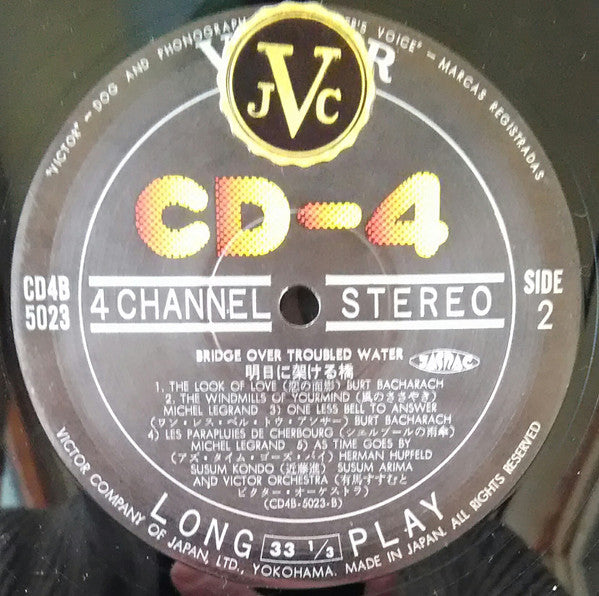 "VICTOR" – DOG AND PHONOGRAPH
ER'S VOICE" – MARCAS REGISTRADAS
V
R
JVC
CD-4
CD4B
5023
4 CHANNEL
STEREO
SIDE
2
BRIDGE OVER TROUBLED WATER
明日に架ける橋
1. THE LOOK OF LOVE (恋の面影) BURT BACHARACH
2. THE WINDMILLS OF YOURMIND (風のささやき)
MICHEL LEGRAND 3) ONE LESS BELL TO ANSWER
(ワン・レス・ベル・トゥ・アンサー) BURT BACHARACH
4) LES PARAPLUIES DE CHERBOURG (シェルブールの雨傘)
MICHEL LEGRAND 5) AS TIME GOES BY
(アズ・タイム・ゴーズ・バイ) HERMAN HUPFELD
SUSUM KONDO (近藤進) SUSUM ARIMA
AND VICTOR ORCHESTRA (有馬すすむと
ビクター・オーケストラ)
(CD4B-5023-B)
LONG 33 1/3 PLAY
VICTOR COMPANY OF JAPAN, LTD., YOKOHAMA. MADE IN JAPAN. ALL RIGHTS RESERVED